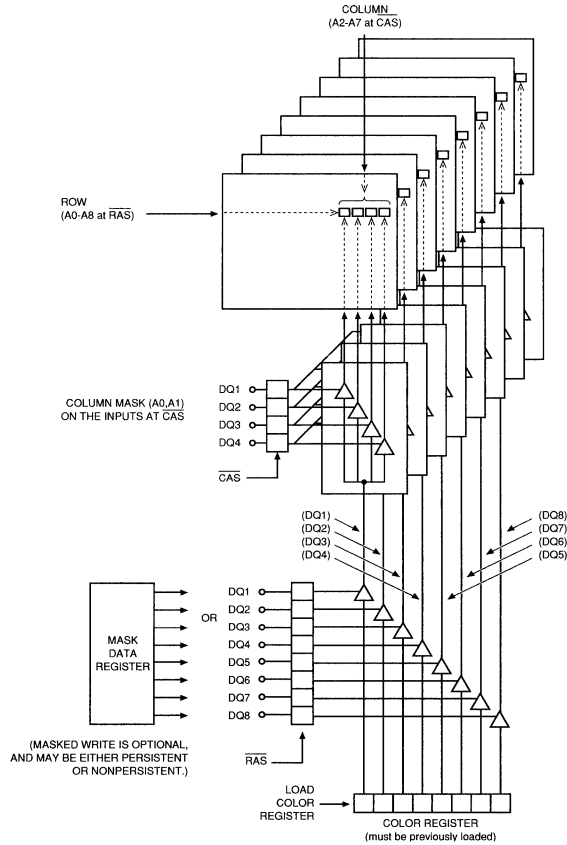 COLUMN
(A2-A7 at CAS)
ROW
(A0-A8 at RAS)
COLUMN MASK (A0,A1)
ON THE INPUTS AT CAS
DQ1
DQ2
DQ3
DQ4
CAS
(DQ1)
(DQ2)
(DQ3)
(DQ4)
(DQ8)
(DQ7)
(DQ6)
(DQ5)
MASK
DATA
REGISTER
OR
DQ1
DQ2
DQ3
DQ4
DQ5
DQ6
DQ7
DQ8
(MASKED WRITE IS OPTIONAL,
AND MAY BE EITHER PERSISTENT
OR NONPERSISTENT.)
RAS
LOAD
COLOR
REGISTER
COLOR REGISTER
(must be previously loaded)